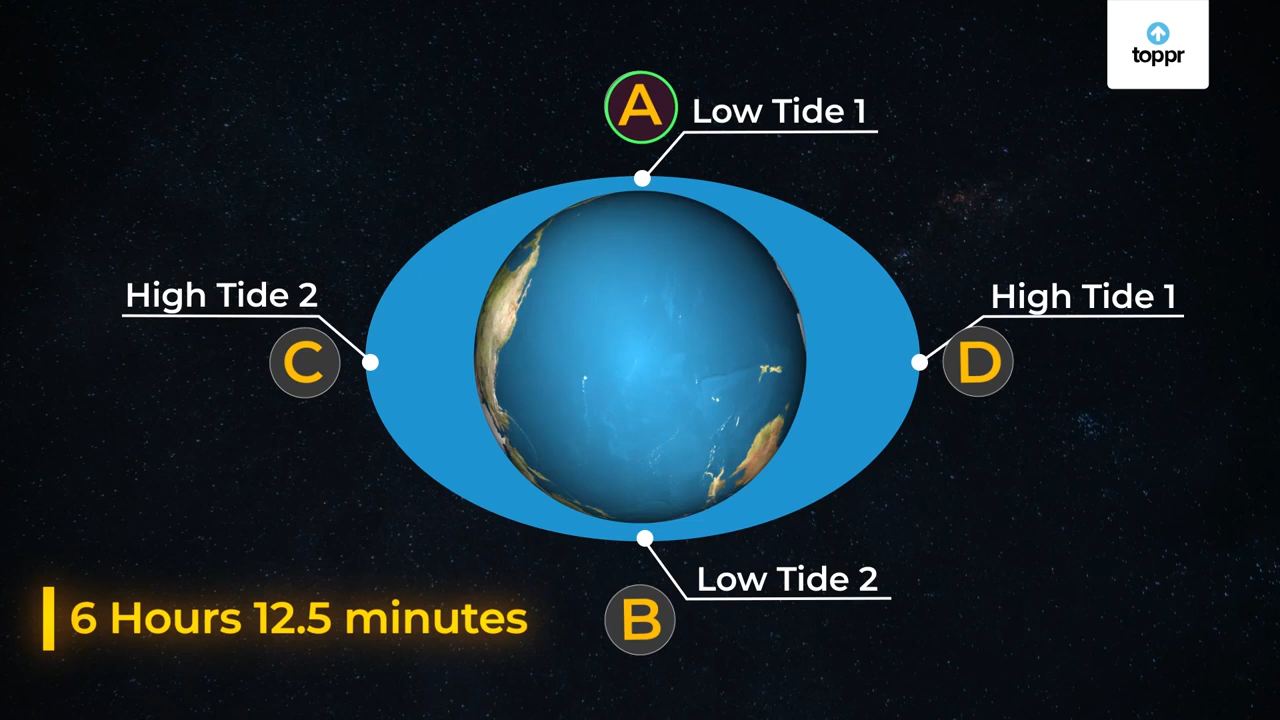 toppr
A
Low Tide 1
High Tide 2
High Tide 1
C
D
Low Tide 2
B
6 Hours 12.5 minutes